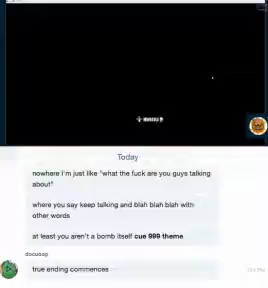 Today
nowhere I'm just like "what the fuck are you guys talking
about"
where you say keep talking and blah blah blah with
other words
at least you aren't a bomb itself cue 999 theme
docuoop
true ending commences